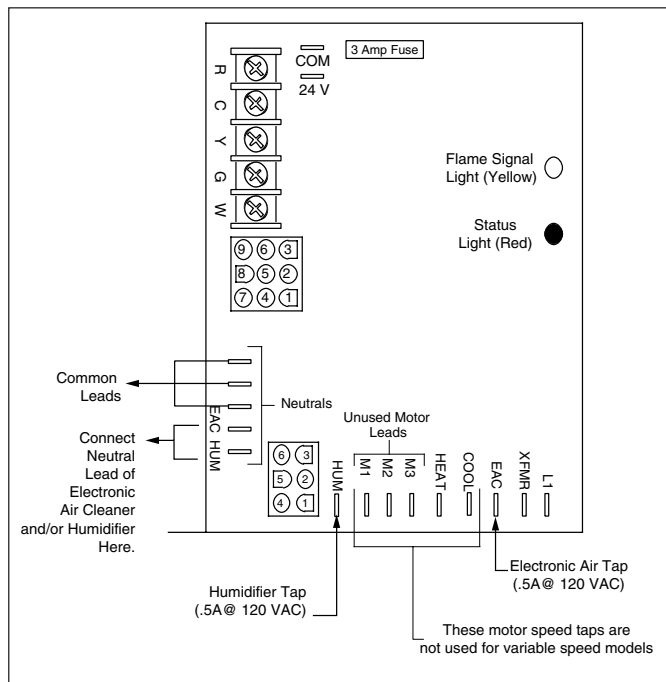 3 Amp Fuse
COM
24 V
R
C
Y
G
W
Flame Signal
Light (Yellow)
Status
Light (Red)
9 6 3
8 5 2
7 4 1
Common
Leads
Neutrals
EAC HUM
Connect
Neutral
Lead of
Electronic
Air Cleaner
and/or Humidifier
Here.
Unused Motor
Leads
6 3
5 2
4 1
HUM
M1
M2
M3
HEAT
COOL
EAC
XFMR
L1
Humidifier Tap
(.5A@ 120 VAC)
Electronic Air Tap
(.5A@ 120 VAC)
These motor speed taps are
not used for variable speed models